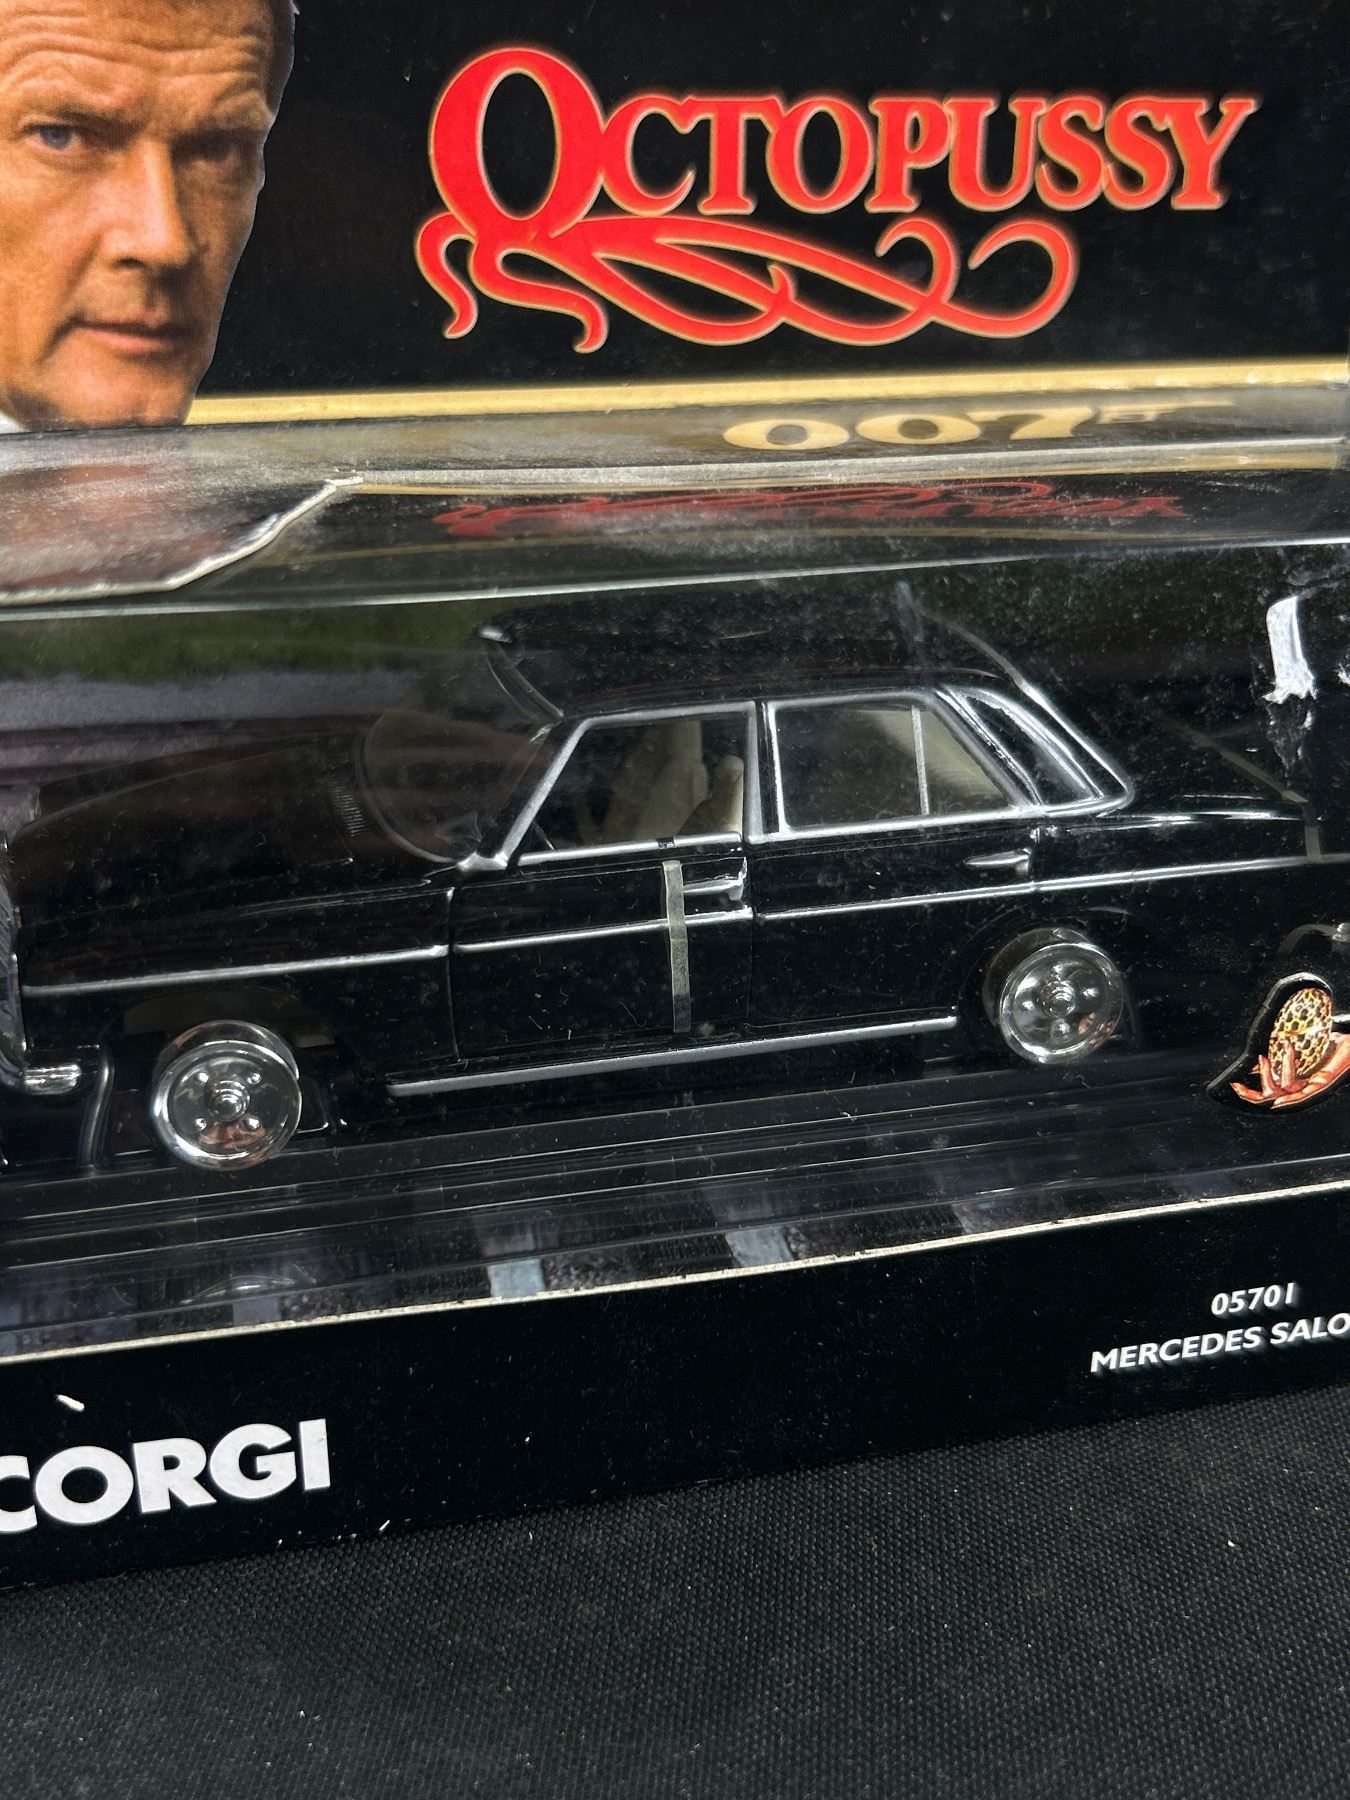 OCTOPUSSY
007
05701
MERCEDES SALO
CORGI